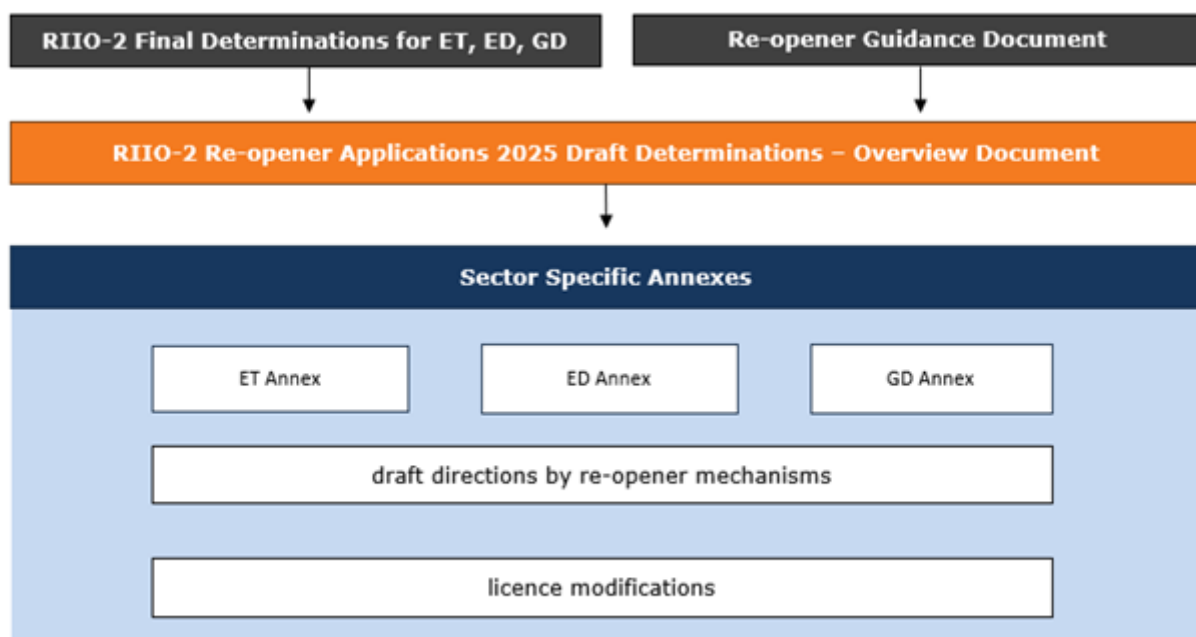 RIIO-2 Final Determinations for ET, ED, GD
Re-opener Guidance Document
RIIO-2 Re-opener Applications 2025 Draft Determinations – Overview Document
Sector Specific Annexes
ET Annex
ED Annex
GD Annex
draft directions by re-opener mechanisms
licence modifications